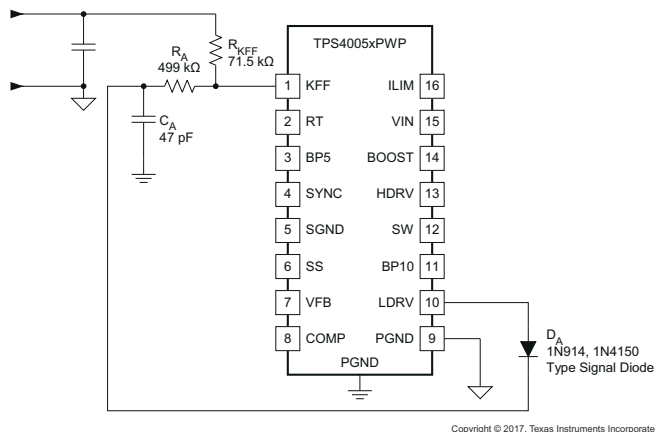 TPS4005xPWP
R_KFF
71.5 kΩ
R_A
499 kΩ
C_A
47 pF
1 KFF
2 RT
3 BP5
4 SYNC
5 SGND
6 SS
7 VFB
8 COMP
ILIM 16
VIN 15
BOOST 14
HDRV 13
SW 12
BP10 11
LDRV 10
PGND 9
PGND
D_A
1N914, 1N4150
Type Signal Diode
Copyright © 2017, Texas Instruments Incorporate